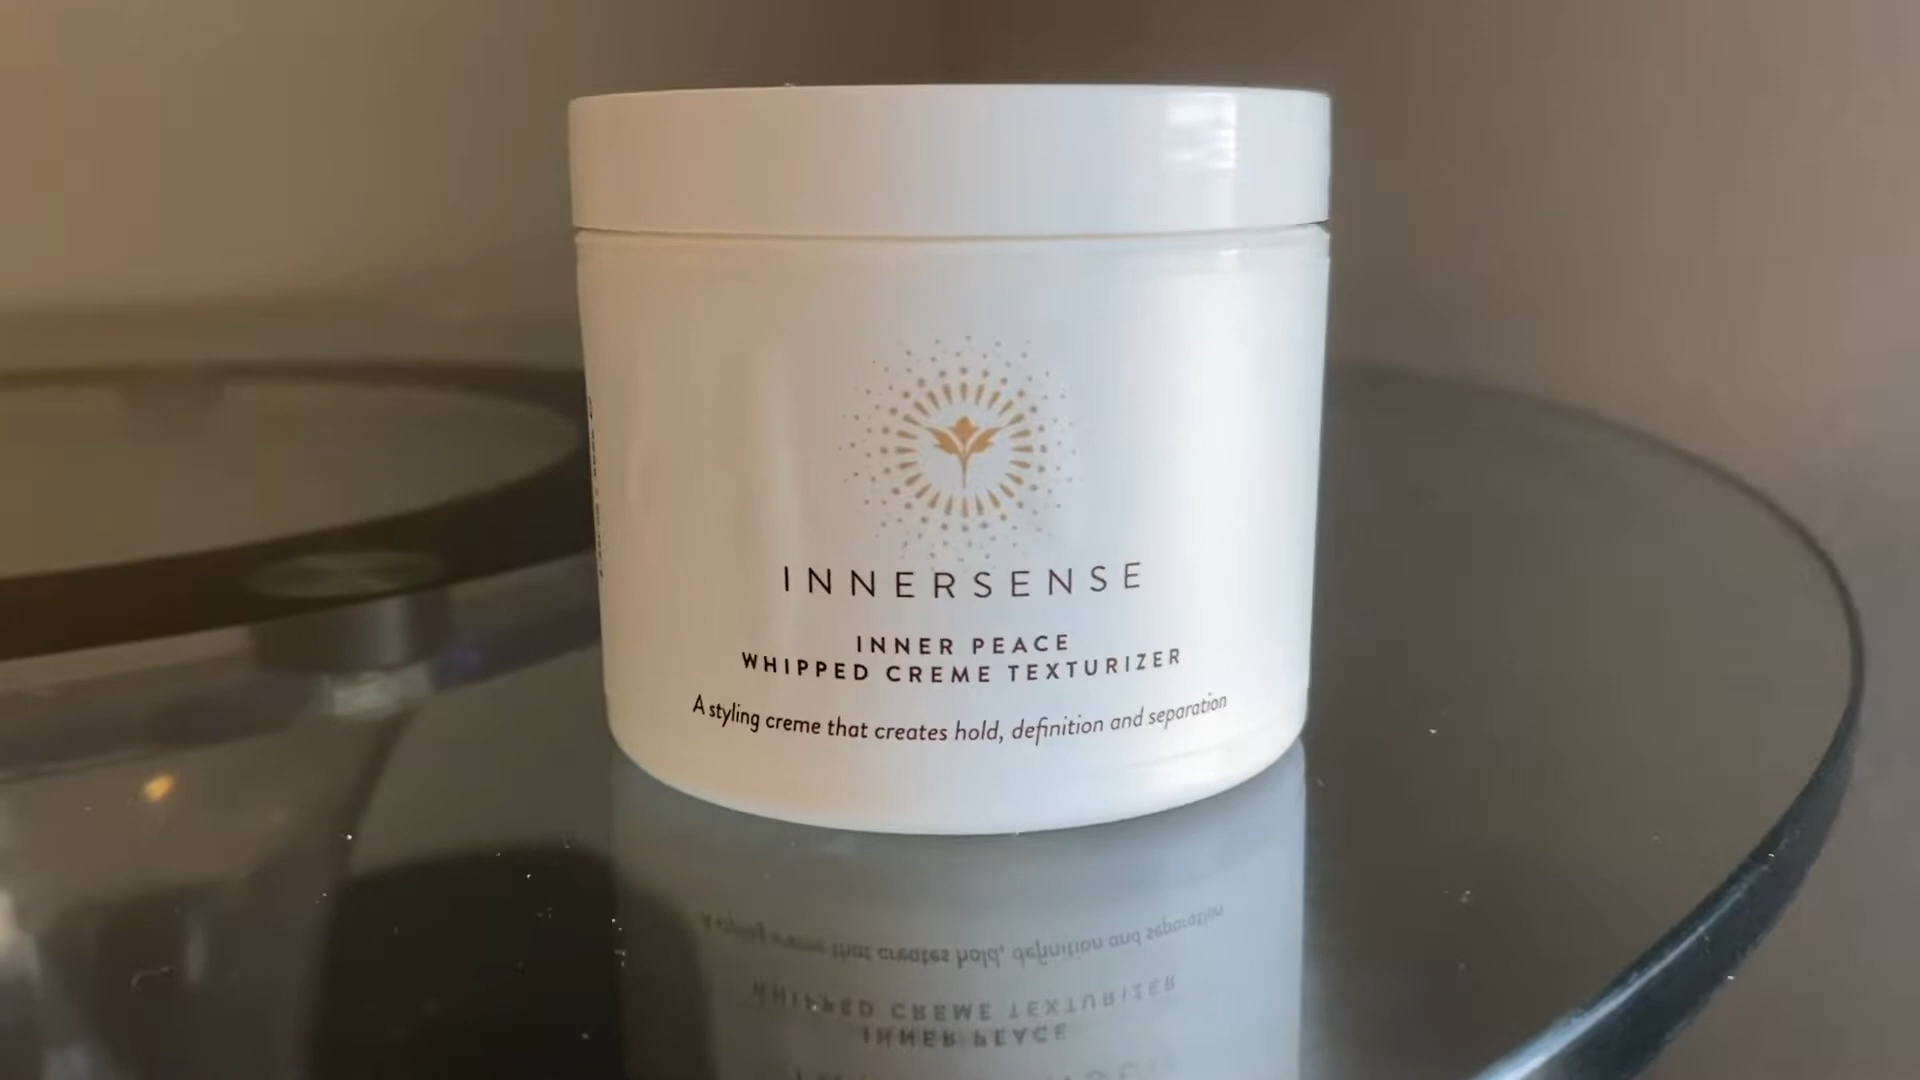 INNERSENSE
INNER PEACE
WHIPPED CREME TEXTURIZER
A styling creme that creates hold, definition and separation